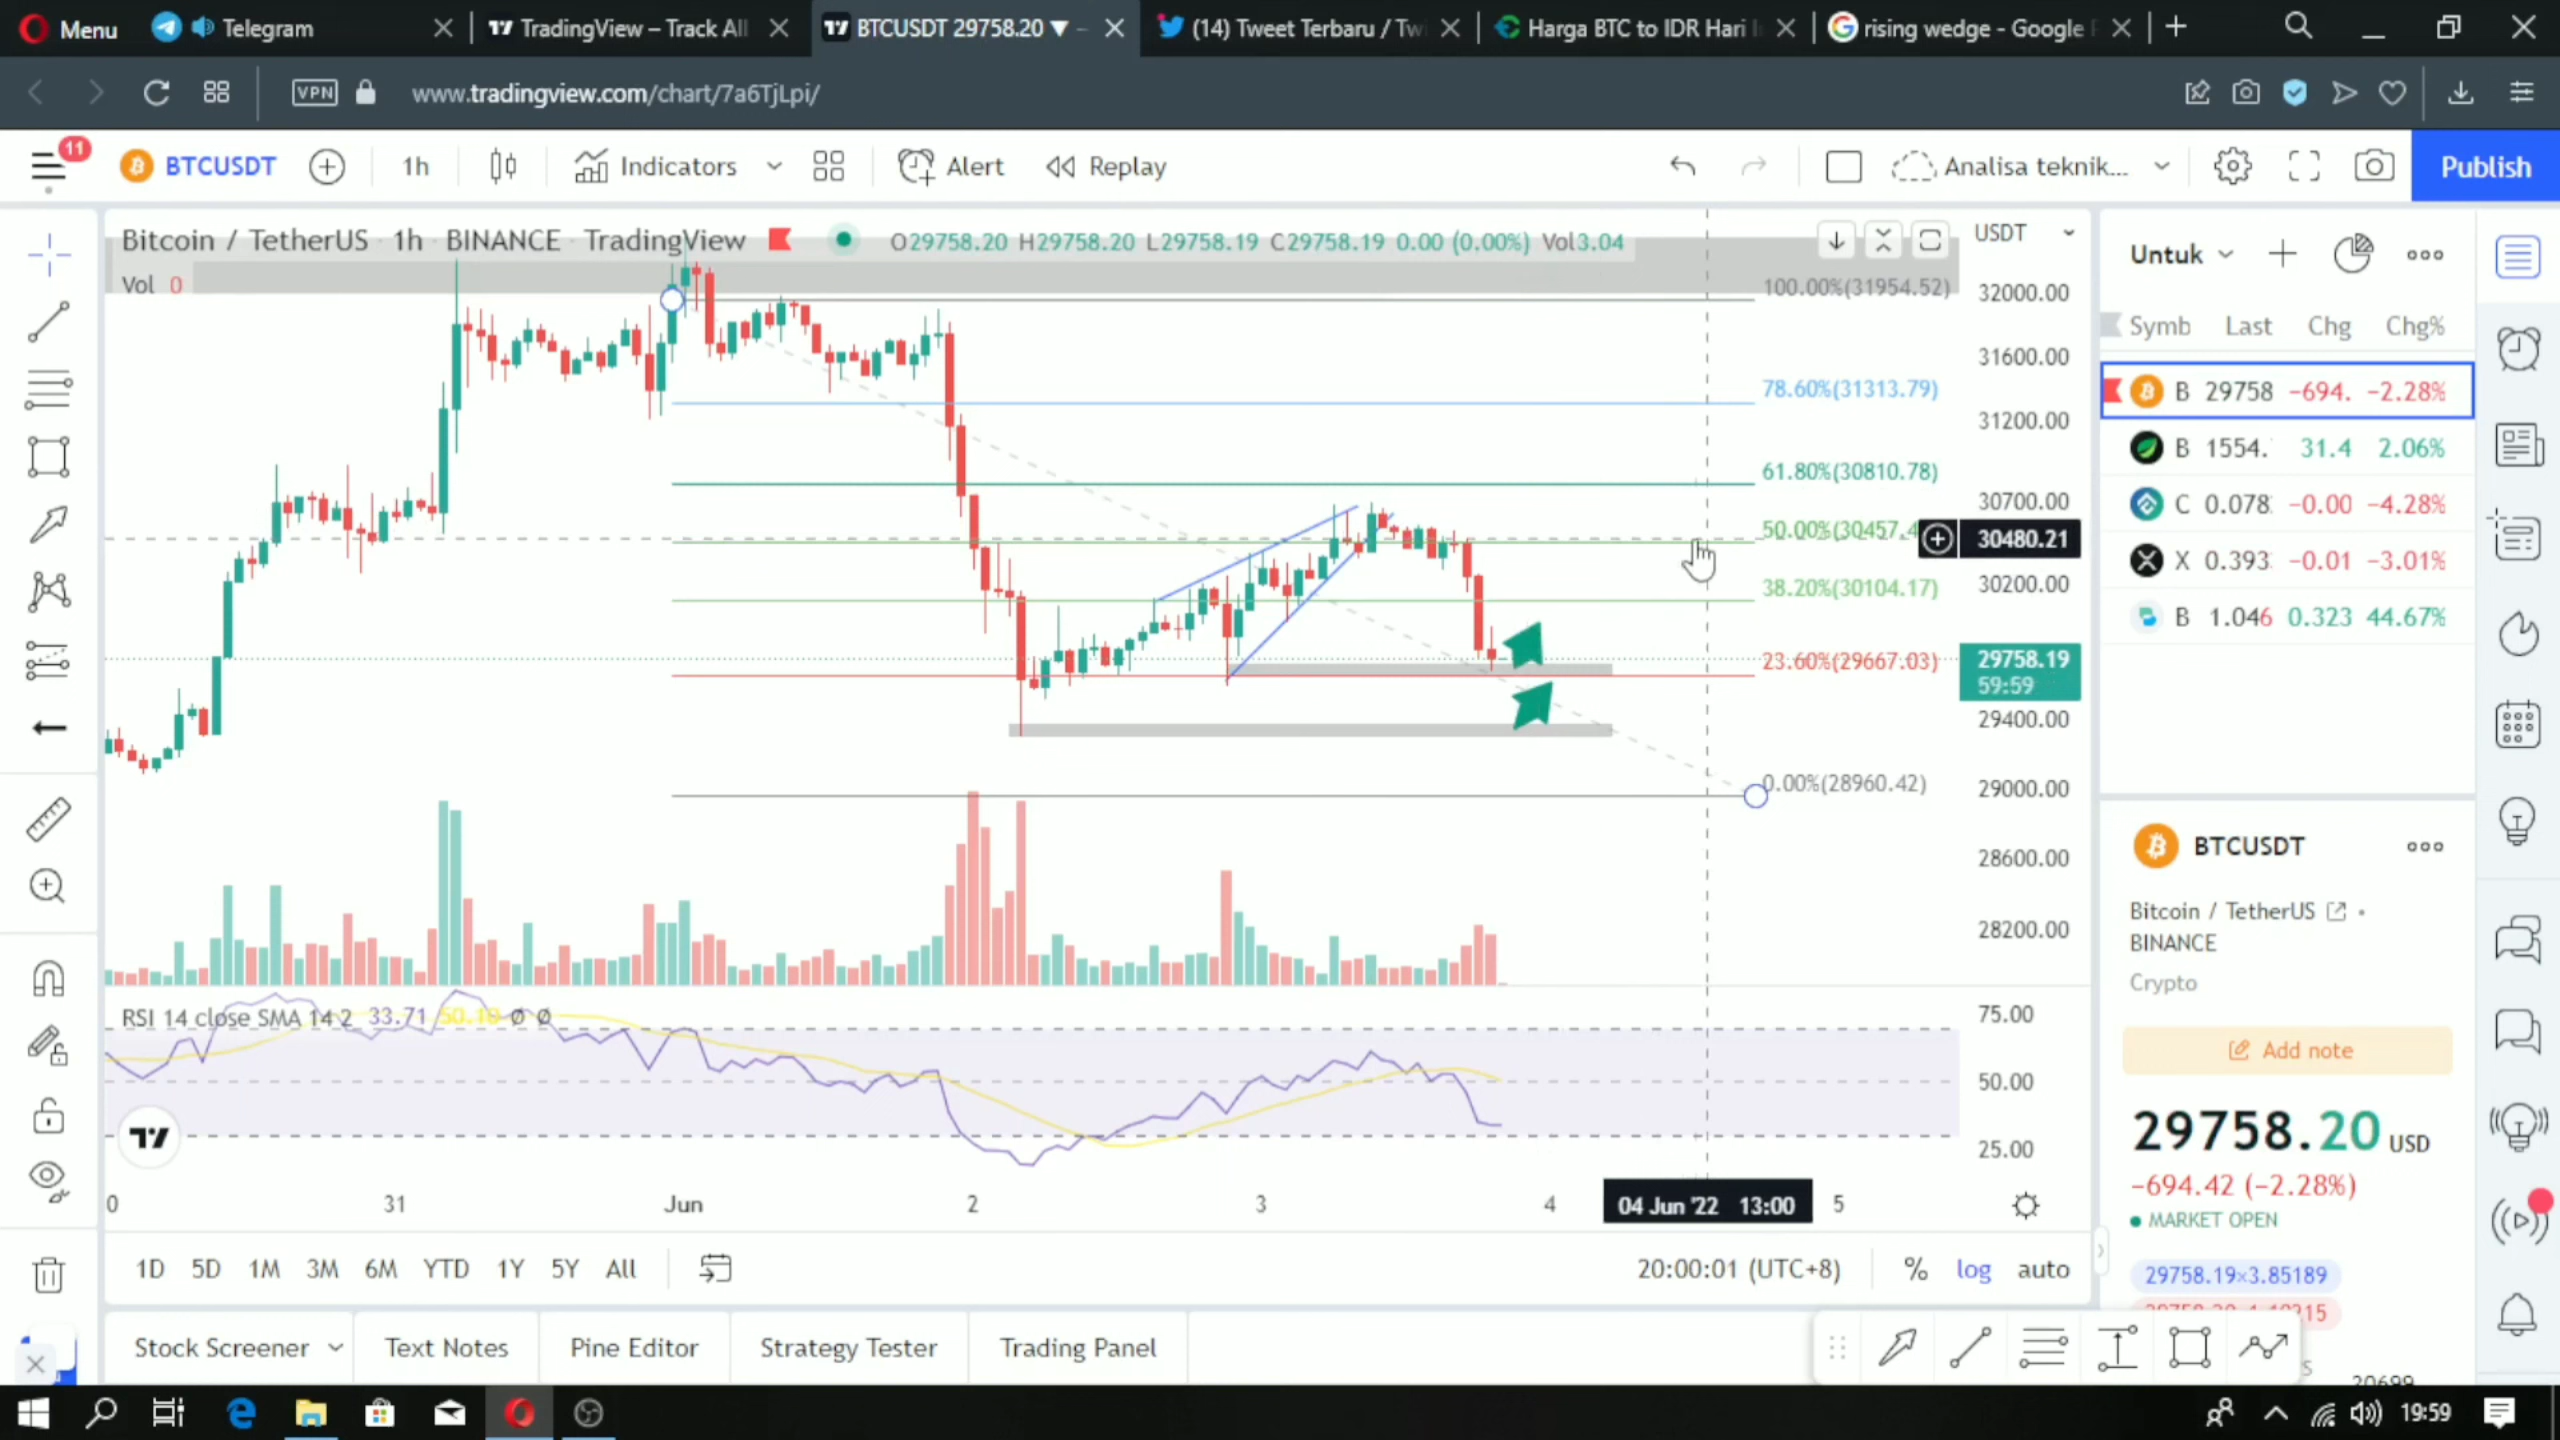 Menu
Telegram
TradingView – Track All
BTCUSDT 29758.20 ▼ -
(14) Tweet Terbaru / Tw
Harga BTC to IDR Hari I
rising wedge - Google
VPN
www.tradingview.com/chart/7a6TjLpi/
11
BTCUSDT
1h
Indicators
Alert
Replay
Analisa teknik...
Publish
Bitcoin / TetherUS · 1h · BINANCE · TradingView
O29758.20 H29758.20 L29758.19 C29758.19 0.00 (0.00%) Vol3.04
Vol 0
USDT
100.00%(31954.52)
78.60%(31313.79)
61.80%(30810.78)
50.00%(30457.4
38.20%(30104.17)
23.60%(29667.03)
0.00%(28960.42)
32000.00
31600.00
31200.00
30700.00
30480.21
30200.00
29758.19
59:59
29400.00
29000.00
28600.00
28200.00
RSI 14 close SMA 14 2 33.71 50.10 Ø Ø
75.00
50.00
25.00
0 31 Jun 2 3 4 04 Jun '22 13:00 5
1D 5D 1M 3M 6M YTD 1Y 5Y All
20:00:01 (UTC+8)
% log auto
Stock Screener
Text Notes
Pine Editor
Strategy Tester
Trading Panel
Untuk
Symb Last Chg Chg%
B 29758 −694. −2.28%
B 1554. 31.4 2.06%
C 0.078 −0.00 −4.28%
X 0.393 −0.01 −3.01%
B 1.046 0.323 44.67%
BTCUSDT
Bitcoin / TetherUS
BINANCE
Crypto
Add note
29758.20 USD
−694.42 (−2.28%)
MARKET OPEN
29758.19×3.85189
19:59